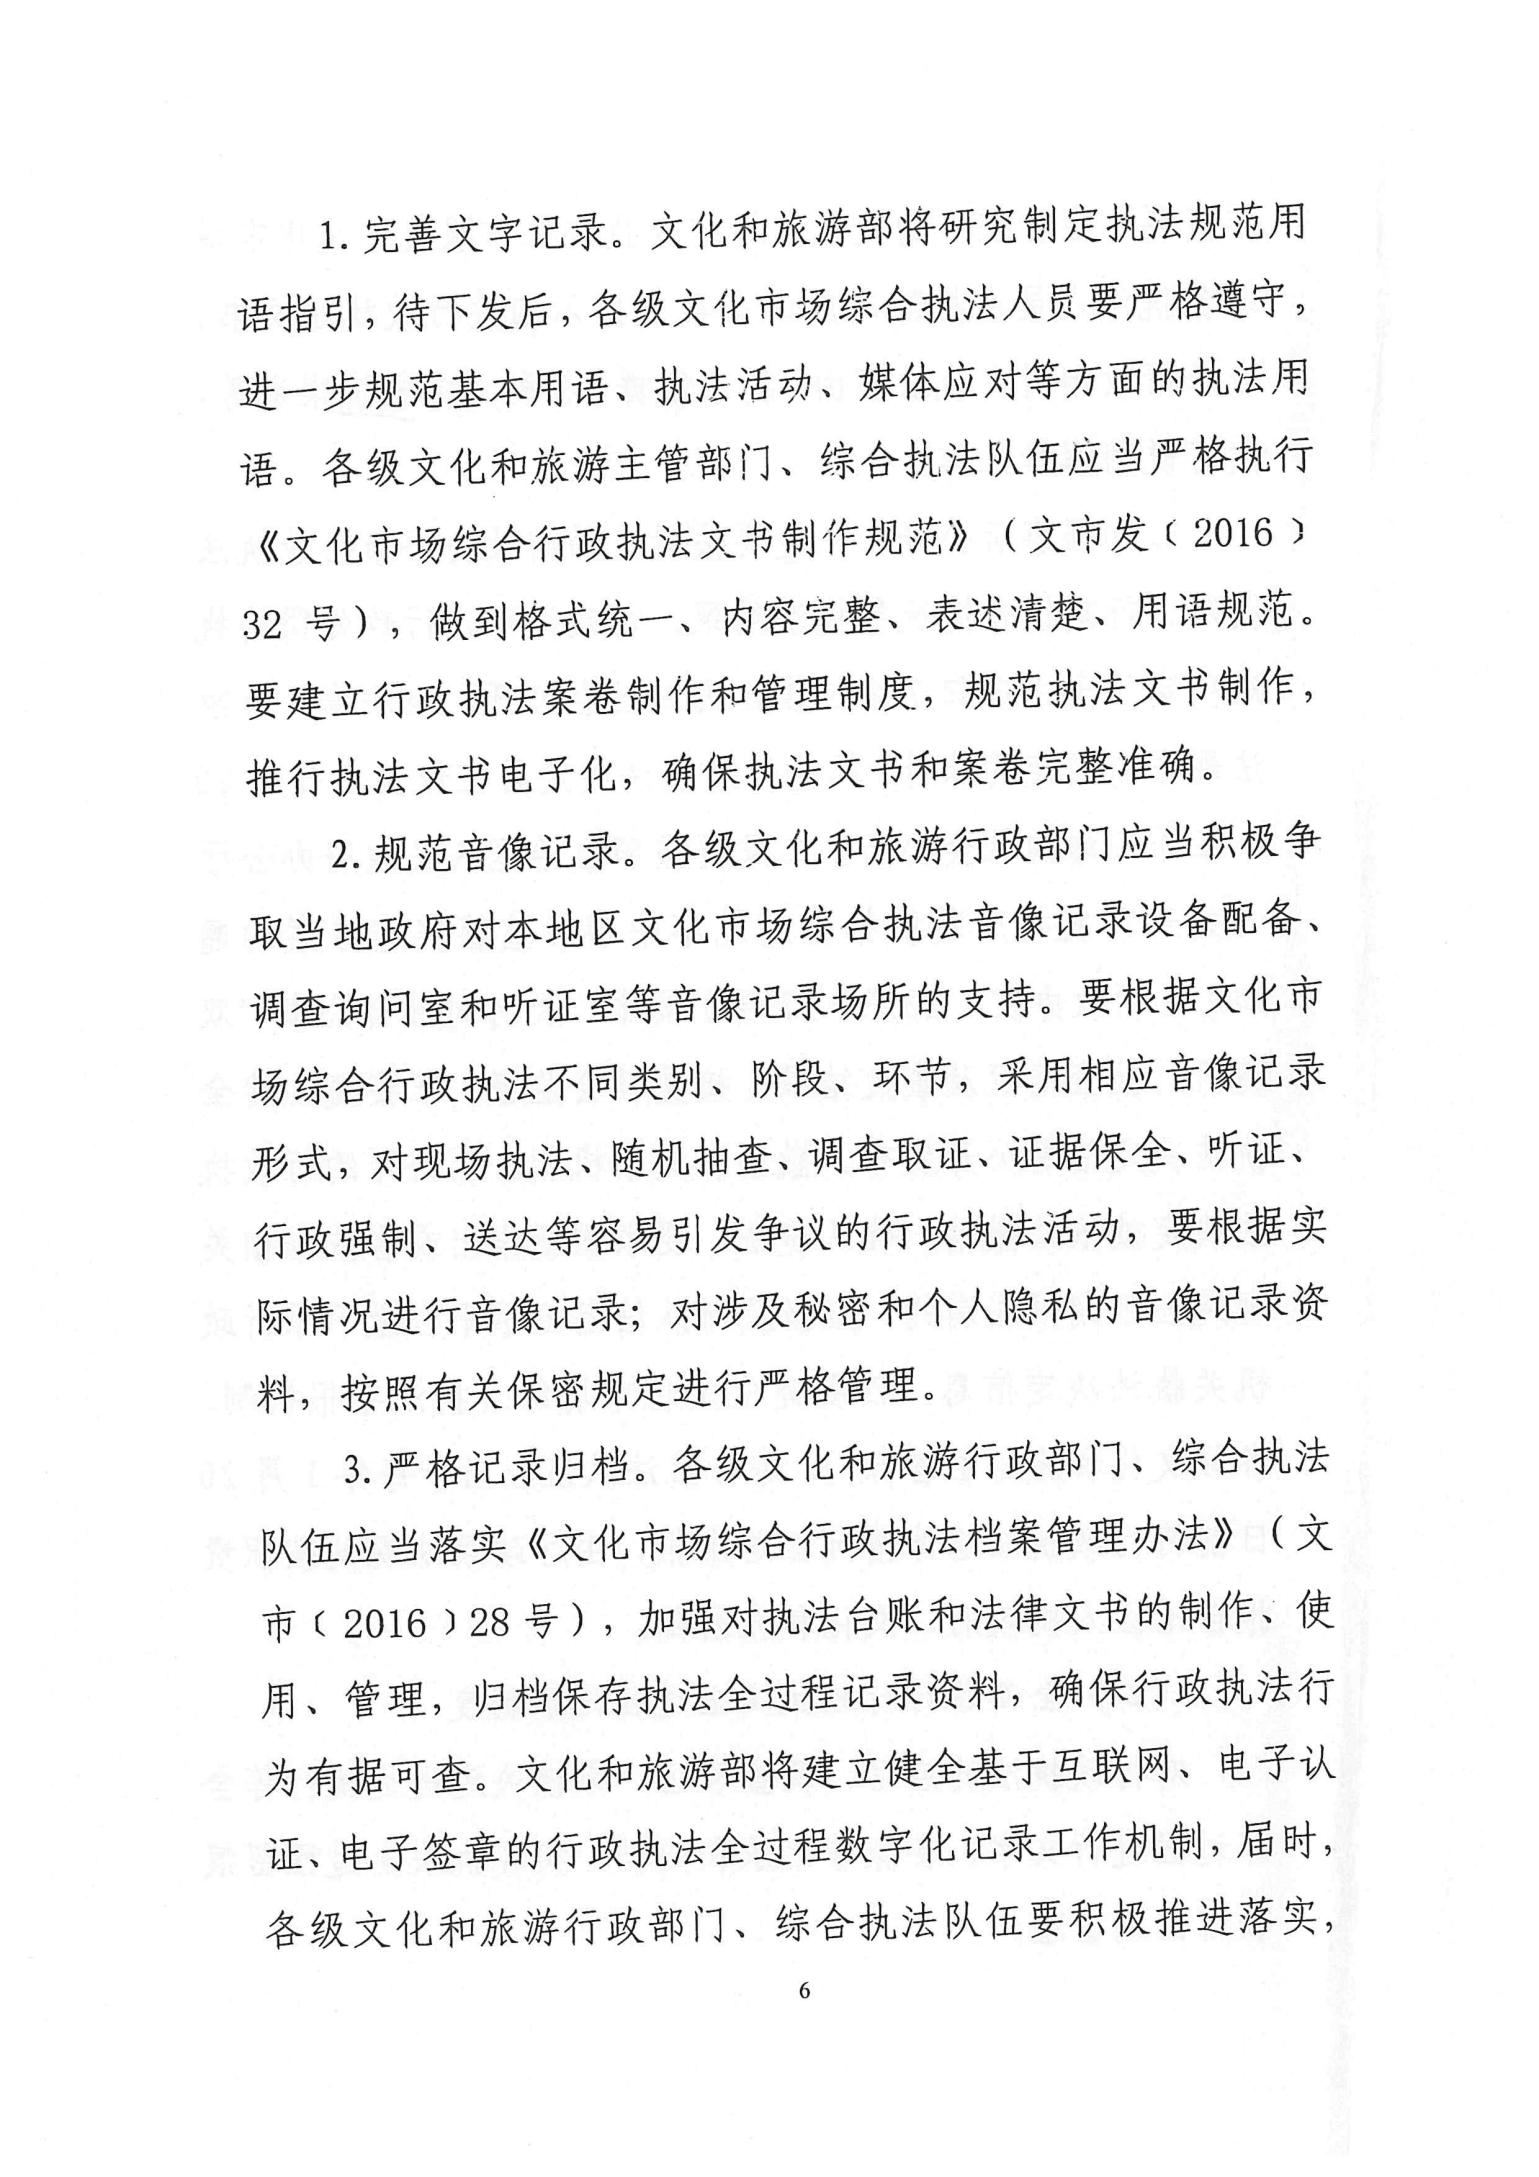 1. 完善文字记录。文化和旅游部将研究制定执法规范用
语指引，待下发后，各级文化市场综合执法人员要严格遵守，
进一步规范基本用语、执法活动、媒体应对等方面的执法用
语。各级文化和旅游主管部门、综合执法队伍应当严格执行
《文化市场综合行政执法文书制作规范》（文市发〔2016〕
32 号），做到格式统一、内容完整、表述清楚、用语规范。
要建立行政执法案卷制作和管理制度，规范执法文书制作，
推行执法文书电子化，确保执法文书和案卷完整准确。
2. 规范音像记录。各级文化和旅游行政部门应当积极争
取当地政府对本地区文化市场综合执法音像记录设备配备、
调查询问室和听证室等音像记录场所的支持。要根据文化市
场综合行政执法不同类别、阶段、环节，采用相应音像记录
形式，对现场执法、随机抽查、调查取证、证据保全、听证、
行政强制、送达等容易引发争议的行政执法活动，要根据实
际情况进行音像记录；对涉及秘密和个人隐私的音像记录资
料，按照有关保密规定进行严格管理。
3. 严格记录归档。各级文化和旅游行政部门、综合执法
队伍应当落实《文化市场综合行政执法档案管理办法》（文
市〔2016〕28 号），加强对执法台账和法律文书的制作、使
用、管理，归档保存执法全过程记录资料，确保行政执法行
为有据可查。文化和旅游部将建立健全基于互联网、电子认
证、电子签章的行政执法全过程数字化记录工作机制，届时，
各级文化和旅游行政部门、综合执法队伍要积极推进落实，
6